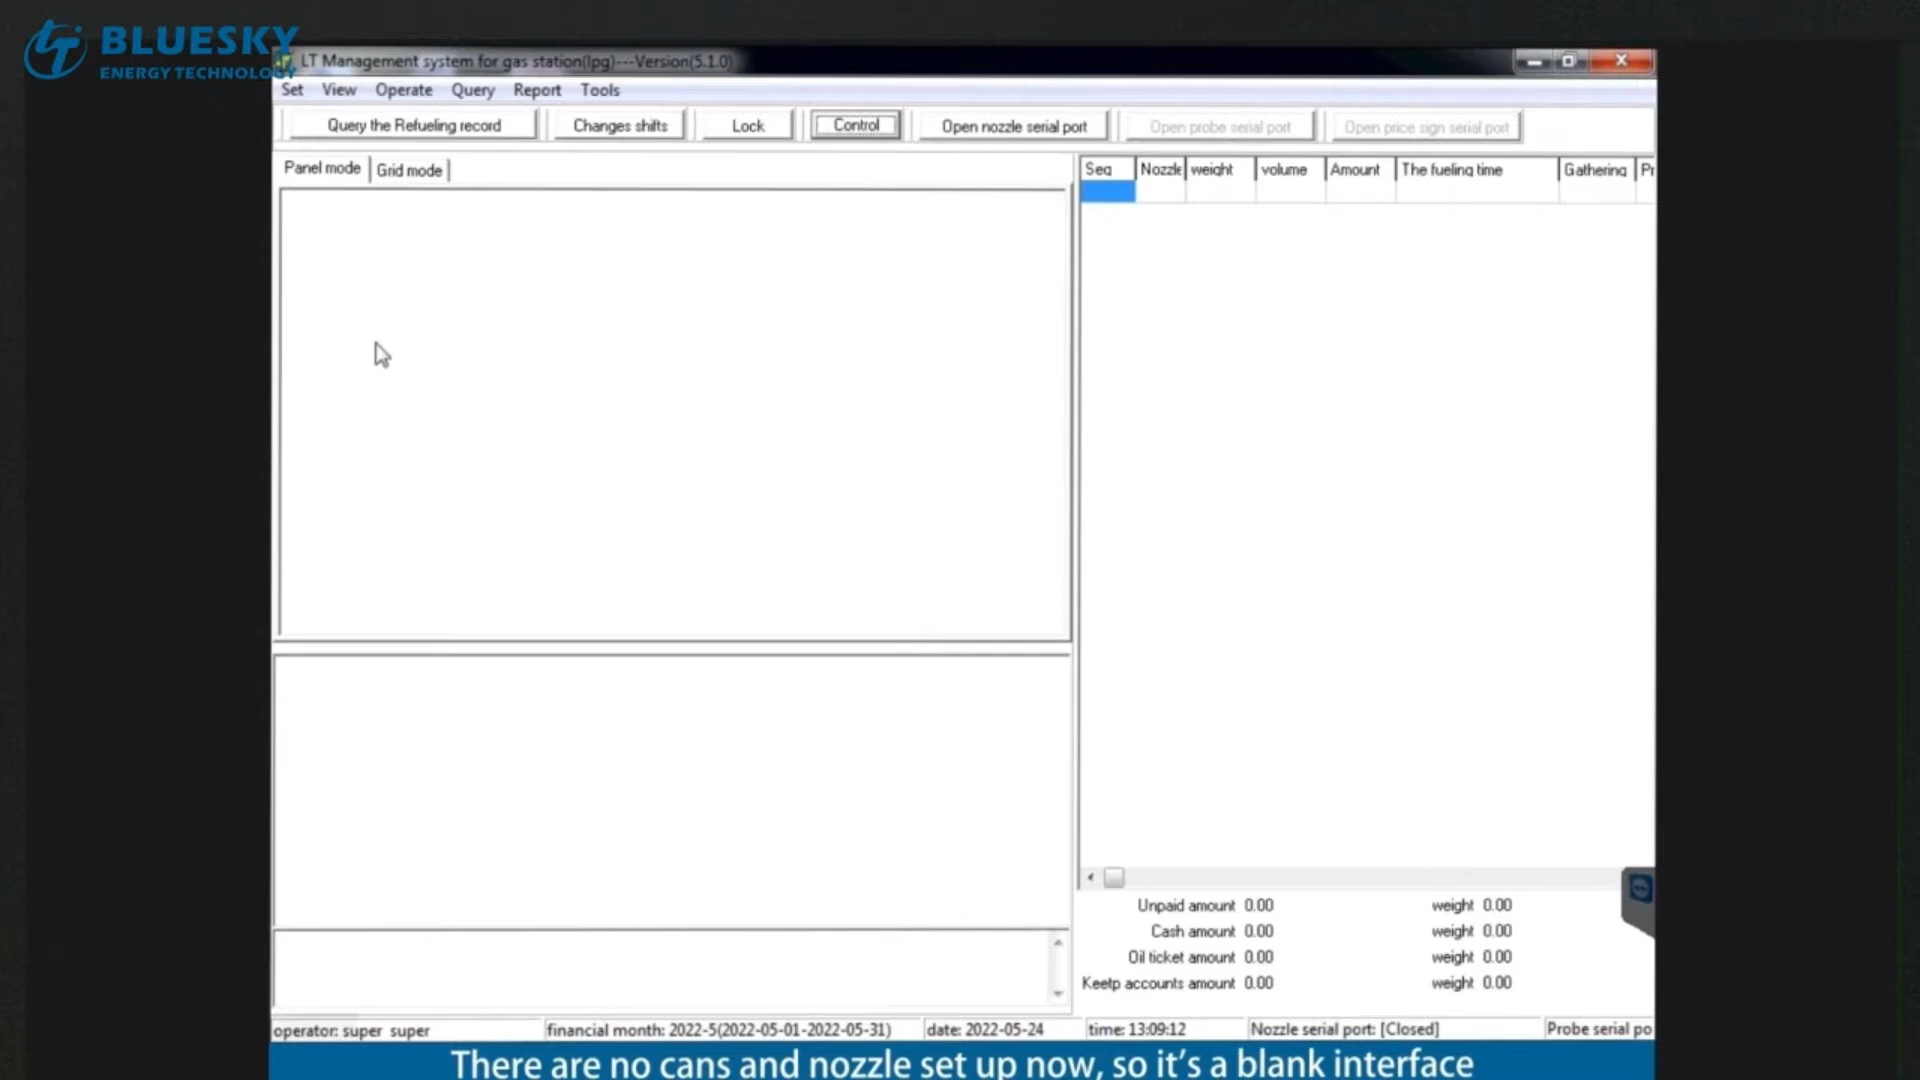 BLUESKY
ENERGY TECHNOLOGY
LT Management system for gas station(lpg)---Version(5.1.0)
Set View Operate Query Report Tools
Query the Refueling record Changes shifts Lock Control Open nozzle serial port Open probe serial port Open price sign serial port
Panel mode Grid mode
Seq Nozzle weight volume Amount The fueling time Gathering Pr
Unpaid amount 0.00 weight 0.00
Cash amount 0.00 weight 0.00
Oil ticket amount 0.00 weight 0.00
Keetp accounts amount 0.00 weight 0.00
operator: super super financial month: 2022-5(2022-05-01-2022-05-31) date: 2022-05-24 time: 13:09:12 Nozzle serial port: [Closed] Probe serial po
There are no cans and nozzle set up now, so it's a blank interface